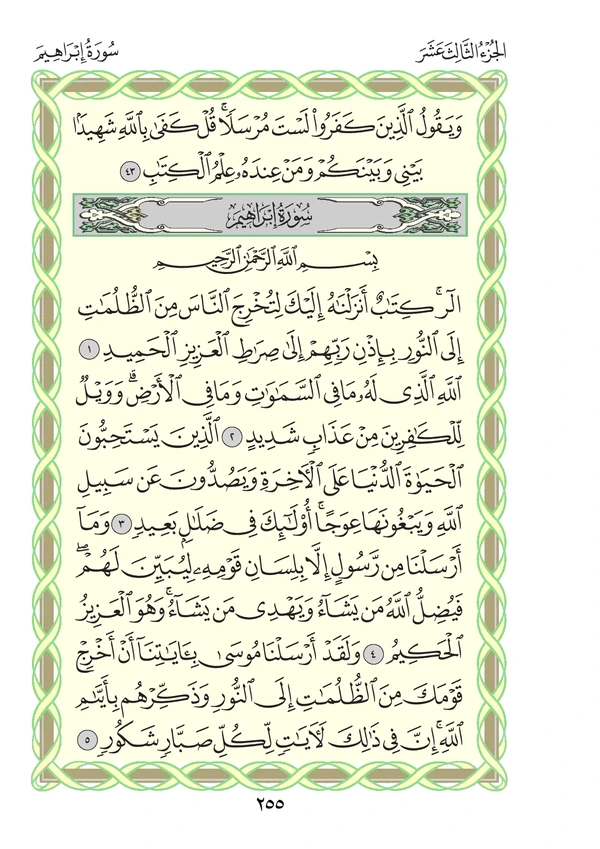 الجُزْءُ الثَّالِثَ عَشَرَ
سُورَةُ إِبْرَاهِيمَ
وَيَقُولُ ٱلَّذِينَ كَفَرُوا۟ لَسْتَ مُرْسَلًاۚ قُلْ كَفَىٰ بِٱللَّهِ شَهِيدًۢا
بَيْنِى وَبَيْنَكُمْ وَمَنْ عِندَهُۥ عِلْمُ ٱلْكِتَٰبِ ٤٣
سُورَةُ إِبْرَاهِيمَ
بِسْمِ ٱللَّهِ ٱلرَّحْمَٰنِ ٱلرَّحِيمِ
الٓرۚ كِتَٰبٌ أَنزَلْنَٰهُ إِلَيْكَ لِتُخْرِجَ ٱلنَّاسَ مِنَ ٱلظُّلُمَٰتِ
إِلَى ٱلنُّورِ بِإِذْنِ رَبِّهِمْ إِلَىٰ صِرَٰطِ ٱلْعَزِيزِ ٱلْحَمِيدِ ١
ٱللَّهِ ٱلَّذِى لَهُۥ مَا فِى ٱلسَّمَٰوَٰتِ وَمَا فِى ٱلْأَرْضِۗ وَوَيْلٌ
لِّلْكَٰفِرِينَ مِنْ عَذَابٍ شَدِيدٍ ٢ ٱلَّذِينَ يَسْتَحِبُّونَ
ٱلْحَيَوٰةَ ٱلدُّنْيَا عَلَى ٱلْءَاخِرَةِ وَيَصُدُّونَ عَن سَبِيلِ
ٱللَّهِ وَيَبْغُونَهَا عِوَجًاۚ أُو۟لَٰٓئِكَ فِى ضَلَٰلٍۭ بَعِيدٍ ٣ وَمَآ
أَرْسَلْنَا مِن رَّسُولٍ إِلَّا بِلِسَانِ قَوْمِهِۦ لِيُبَيِّنَ لَهُمْۖ
فَيُضِلُّ ٱللَّهُ مَن يَشَآءُ وَيَهْدِى مَن يَشَآءُۚ وَهُوَ ٱلْعَزِيزُ
ٱلْحَكِيمُ ٤ وَلَقَدْ أَرْسَلْنَا مُوسَىٰ بِـَٔايَٰتِنَآ أَنْ أَخْرِجْ
قَوْمَكَ مِنَ ٱلظُّلُمَٰتِ إِلَى ٱلنُّورِ وَذَكِّرْهُم بِأَيَّىٰمِ
ٱللَّهِۚ إِنَّ فِى ذَٰلِكَ لَءَايَٰتٍ لِّكُلِّ صَبَّارٍ شَكُورٍ ٥
٢٥٥